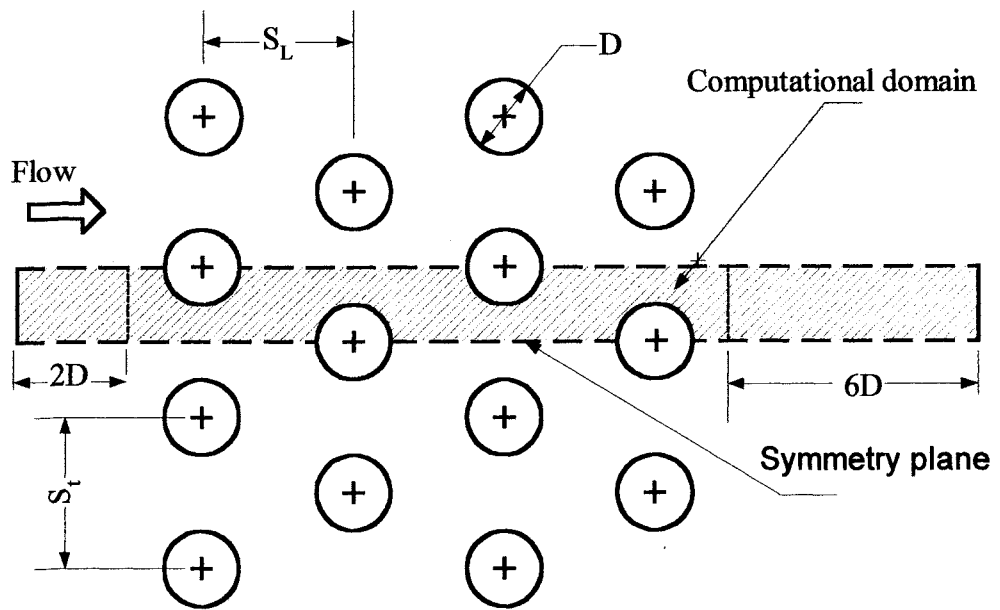 S_L
D
Computational domain
Flow
2D
6D
Symmetry plane
S_t